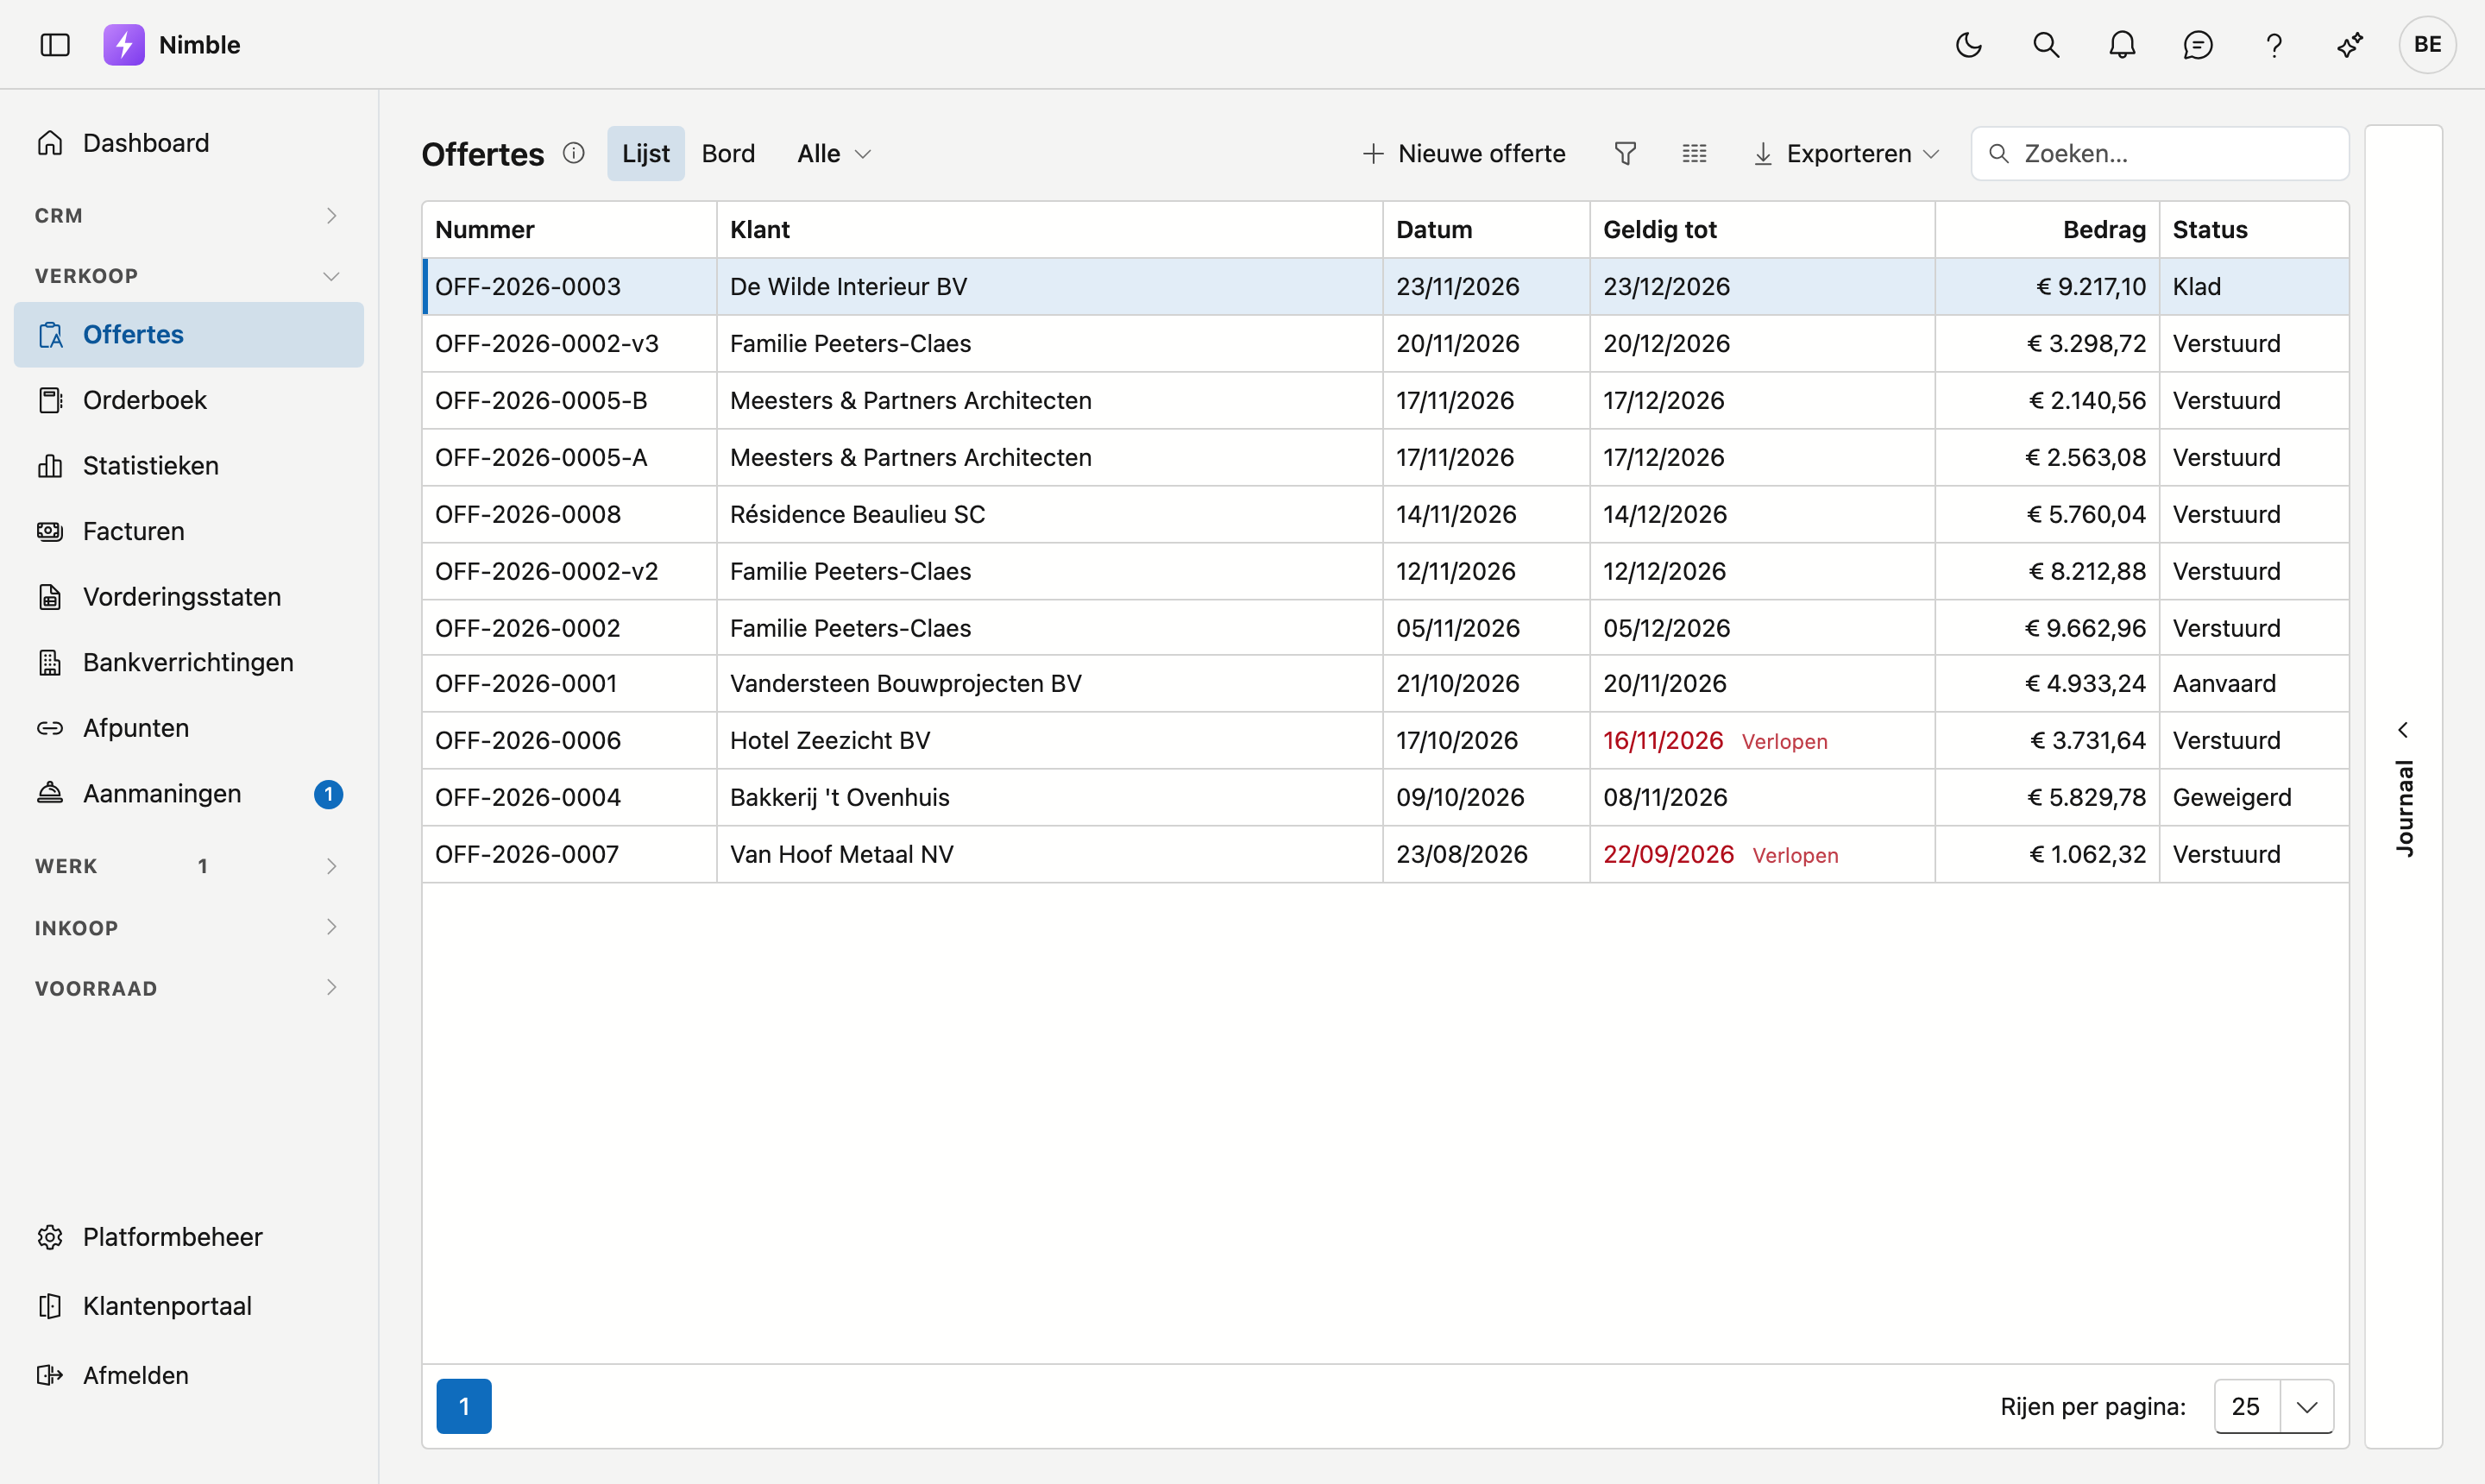 Nimble
BE
Dashboard
CRM
VERKOOP
Offertes
Orderboek
Statistieken
Facturen
Vorderingsstaten
Bankverrichtingen
Afpunten
Aanmaningen 1
WERK 1
INKOOP
VOORRAAD
Platformbeheer
Klantenportaal
Afmelden
Offertes Lijst Bord Alle Nieuwe offerte Exporteren Zoeken...
Nummer Klant Datum Geldig tot Bedrag Status
OFF-2026-0003 De Wilde Interieur BV 23/11/2026 23/12/2026 € 9.217,10 Klad
OFF-2026-0002-v3 Familie Peeters-Claes 20/11/2026 20/12/2026 € 3.298,72 Verstuurd
OFF-2026-0005-B Meesters & Partners Architecten 17/11/2026 17/12/2026 € 2.140,56 Verstuurd
OFF-2026-0005-A Meesters & Partners Architecten 17/11/2026 17/12/2026 € 2.563,08 Verstuurd
OFF-2026-0008 Résidence Beaulieu SC 14/11/2026 14/12/2026 € 5.760,04 Verstuurd
OFF-2026-0002-v2 Familie Peeters-Claes 12/11/2026 12/12/2026 € 8.212,88 Verstuurd
OFF-2026-0002 Familie Peeters-Claes 05/11/2026 05/12/2026 € 9.662,96 Verstuurd
OFF-2026-0001 Vandersteen Bouwprojecten BV 21/10/2026 20/11/2026 € 4.933,24 Aanvaard
OFF-2026-0006 Hotel Zeezicht BV 17/10/2026 16/11/2026 Verlopen € 3.731,64 Verstuurd
OFF-2026-0004 Bakkerij 't Ovenhuis 09/10/2026 08/11/2026 € 5.829,78 Geweigerd
OFF-2026-0007 Van Hoof Metaal NV 23/08/2026 22/09/2026 Verlopen € 1.062,32 Verstuurd
1 Rijen per pagina: 25
Journaal